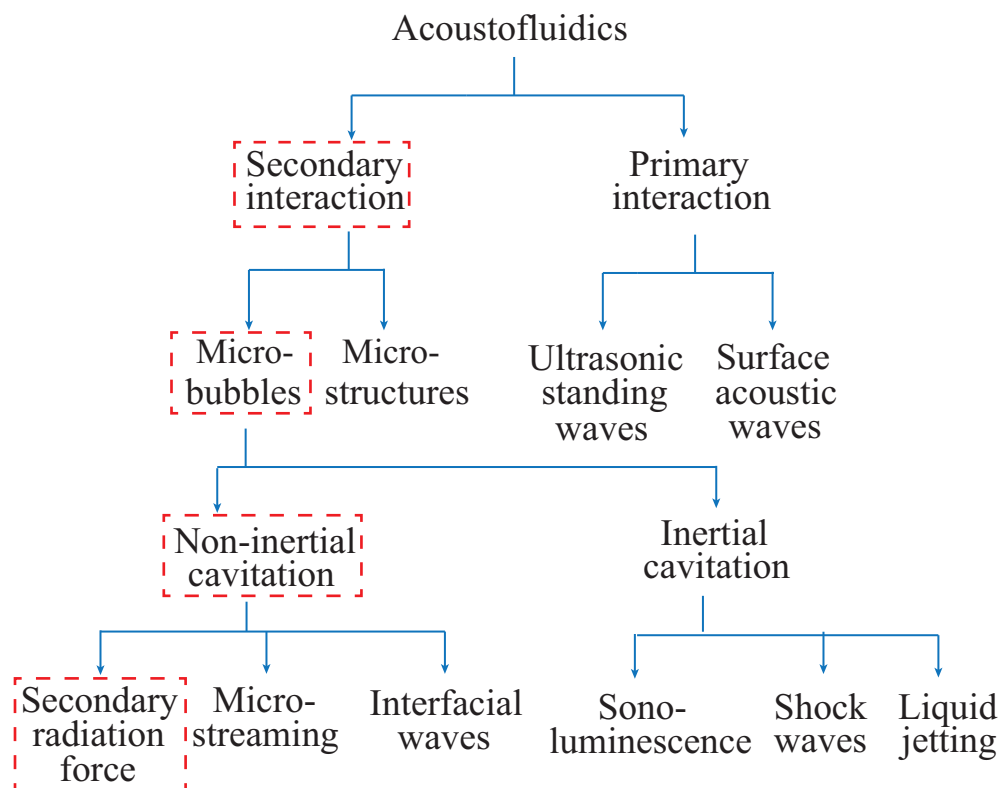 Acoustofluidics
Secondary
interaction
Primary
interaction
Micro-
bubbles
Micro-
structures
Ultrasonic
standing
waves
Surface
acoustic
waves
Non-inertial
cavitation
Inertial
cavitation
Secondary
radiation
force
Micro-
streaming
Interfacial
waves
Sono-
luminescence
Shock
waves
Liquid
jetting